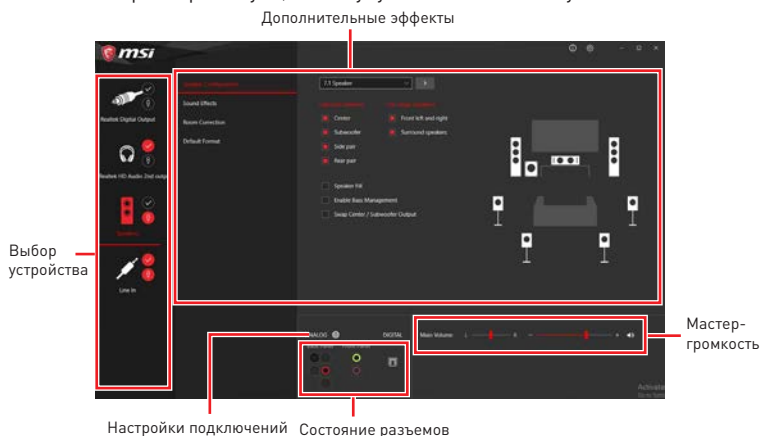 Дополнительные эффекты
msi
Realtek Digital Output
Realtek HD Audio 2nd outp
Speakers
Line In
Speaker Configuration
Sound Effects
Room Correction
Default Format
7.1 Speaker
Center
Subwoofer
Side pair
Rear pair
Front left and right
Surround speakers
Speaker Fill
Enable Bass Management
Swap Center / Subwoofer Output
Выбор
устройства
ANALOG
DIGITAL
Main Volume
L
R
Мастер-
громкость
Настройки подключений
Состояние разъемов